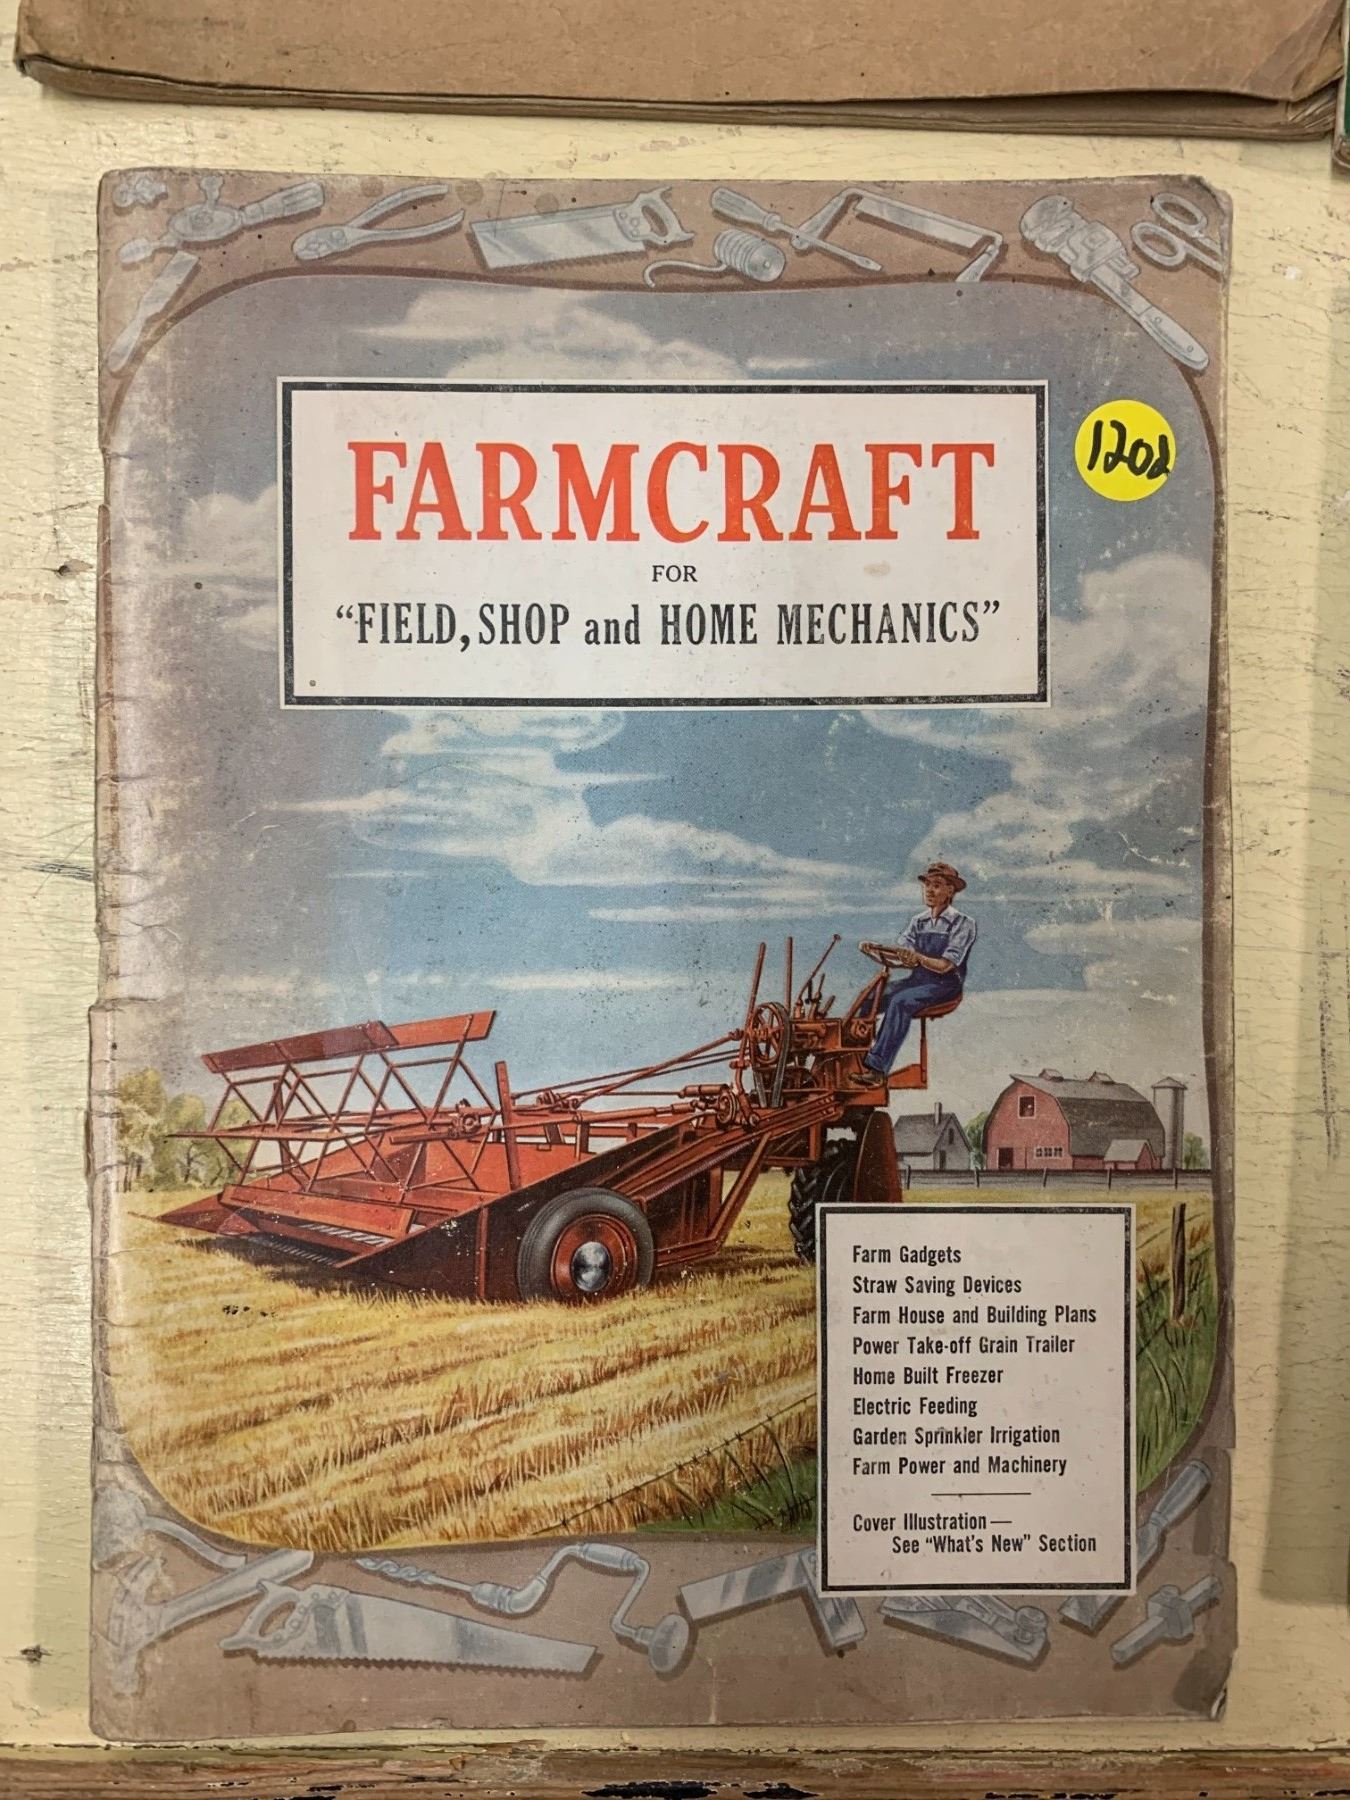 FARMCRAFT
120d
FOR
"FIELD, SHOP and HOME MECHANICS"
Farm Gadgets
Straw Saving Devices
Farm House and Building Plans
Power Take-off Grain Trailer
Home Built Freezer
Electric Feeding
Garden Sprinkler Irrigation
Farm Power and Machinery
Cover Illustration—
See "What's New" Section